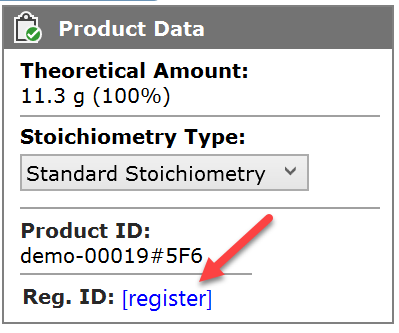 Product Data
Theoretical Amount:
11.3 g (100%)
Stoichiometry Type:
Standard Stoichiometry
Product ID:
demo-00019#5F6
Reg. ID: [register]